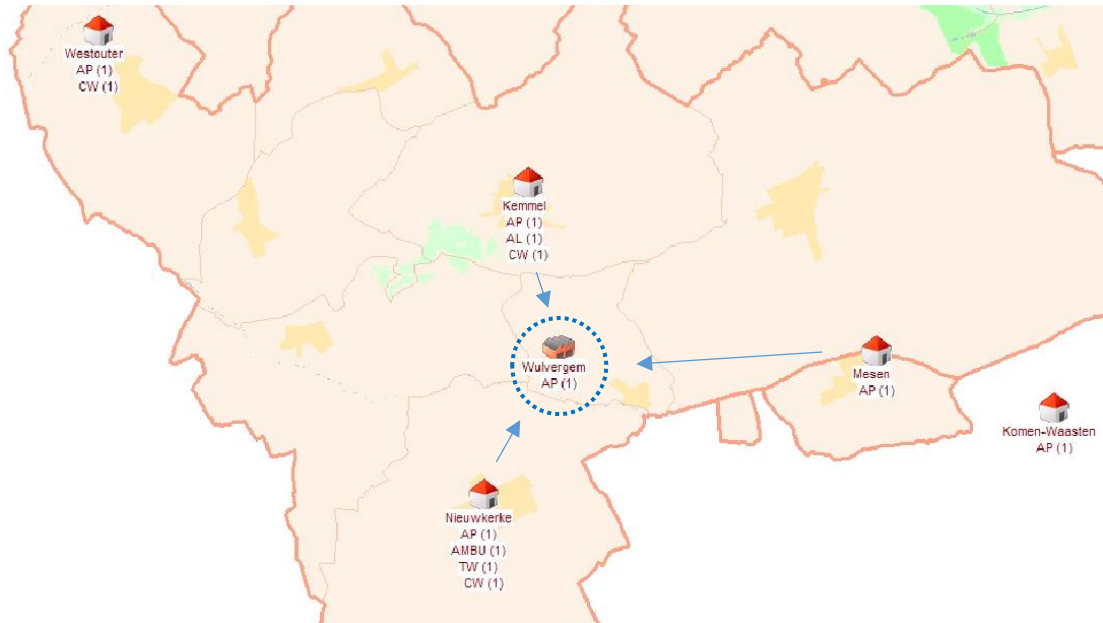 Westouter
AP (1)
CW (1)
Kemmel
AP (1)
AL (1)
CW (1)
Wulvergem
AP (1)
Mesen
AP (1)
Komen-Waasten
AP (1)
Nieuwkerke
AP (1)
AMBU (1)
TW (1)
CW (1)